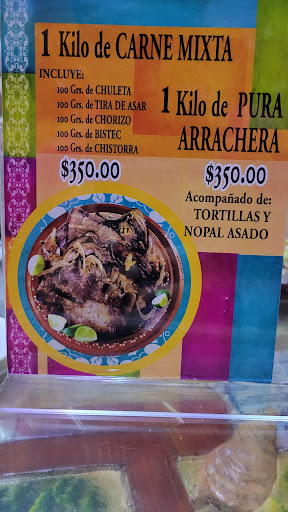 1 Kilo de CARNE MIXTA
INCLUYE:
100 Grs. de CHULETA
100 Grs. de TIRA DE ASAR
100 Grs. de CHORIZO
100 Grs. de BISTEC
100 Grs. de CHISTORRA
$350.00
1 Kilo de PURA
ARRACHERA
$350.00
Acompañado de:
TORTILLAS Y
NOPAL ASADO